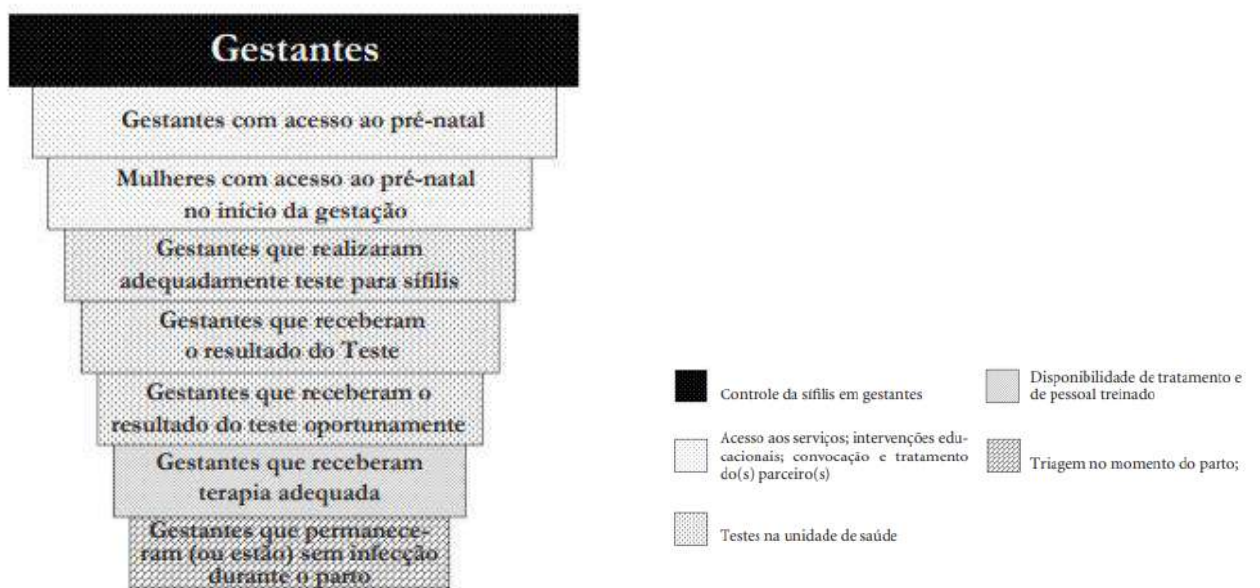 Gestantes
Gestantes com acesso ao pré-natal
Mulheres com acesso ao pré-natal
no início da gestação
Gestantes que realizaram
adequadamente teste para sífilis
Gestantes que receberam
o resultado do Teste
Gestantes que receberam o
resultado do teste oportunamente
Gestantes que receberam
terapia adequada
Gestantes que permanece-
ram (ou estão) sem infecção
durante o parto
Controle da sífilis em gestantes
Acesso aos serviços; intervenções edu-
cacionais; convocação e tratamento
do(s) parceiro(s)
Testes na unidade de saúde
Disponibilidade de tratamento e
de pessoal treinado
Triagem no momento do parto;